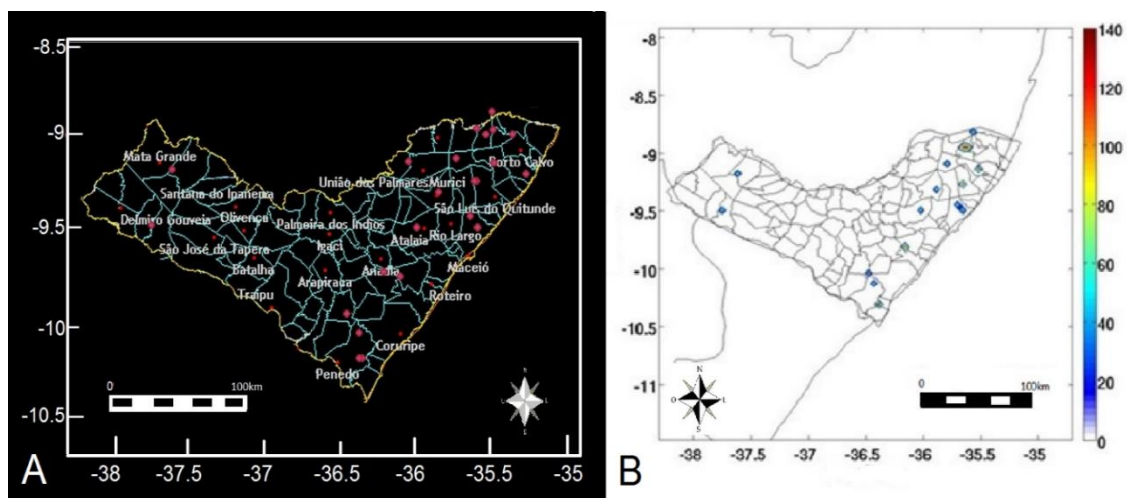 -8.5
-9
-9.5
-10
-10.5
-38
-37.5
-37
-36.5
-36
-35.5
-35
Mata Grande
Porto Calvo
União dos Palmares
Murici
Santana do Ipanema
Delmiro Gouveia
Olivença
Palmeira dos Índios
São Luis do Quitunde
Atalaia
Rio Largo
São José da Tapera
Igaci
Batalha
Anadia
Maceió
Arapiraca
Traipu
Roteiro
Coruripe
Penedo
0
100km
A
B
-8
-8.5
-9
-9.5
-10
-10.5
-11
-38
-37.5
-37
-36.5
-36
-35.5
-35
0
100km
N
O
L
S
140
120
100
80
60
40
20
0